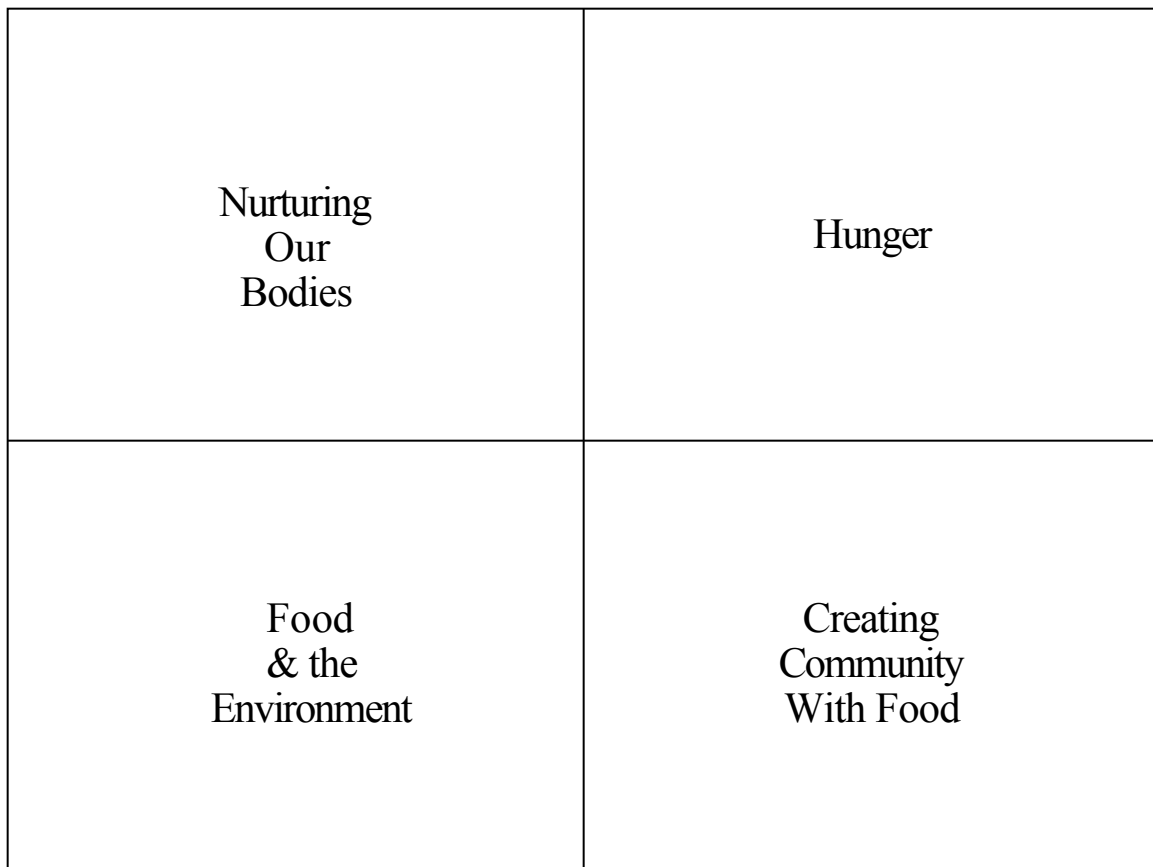 Nurturing
Our
Bodies
Hunger
Food
& the
Environment
Creating
Community
With Food